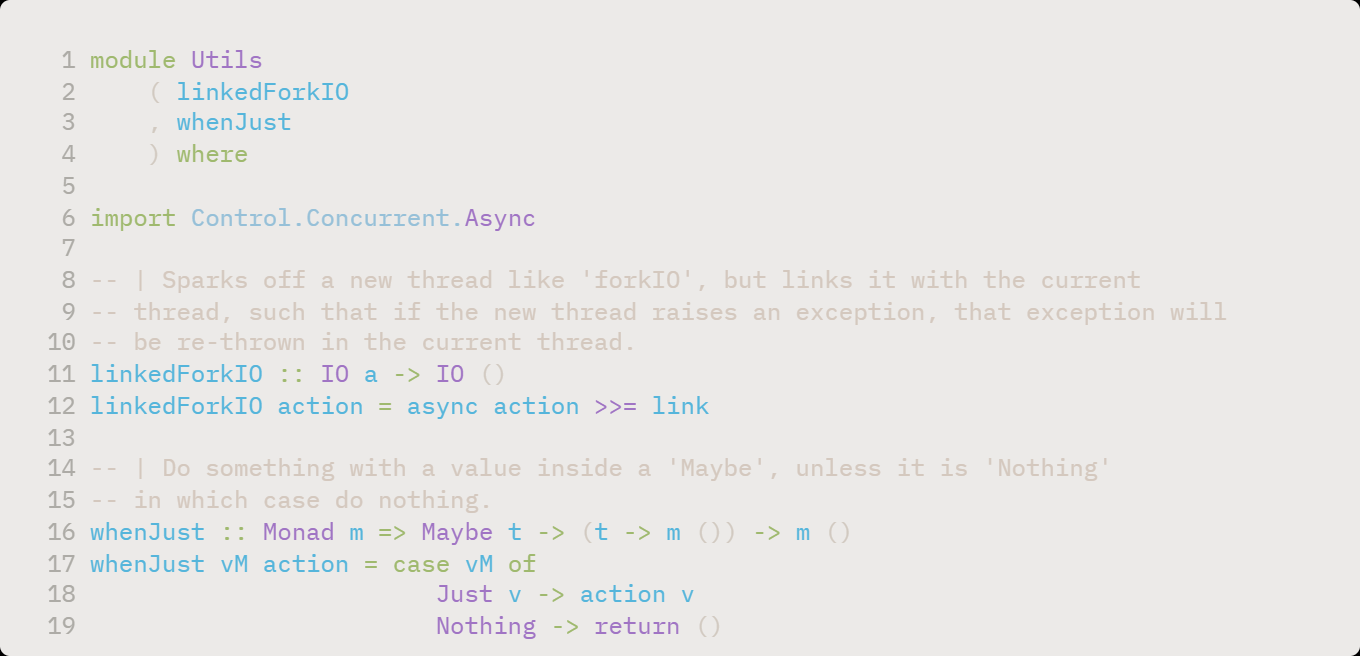 1 module Utils
2     ( linkedForkIO
3     , whenJust
4     ) where
5
6 import Control.Concurrent.Async
7
8 -- | Sparks off a new thread like 'forkIO', but links it with the current
9 -- thread, such that if the new thread raises an exception, that exception will
10 -- be re-thrown in the current thread.
11 linkedForkIO :: IO a -> IO ()
12 linkedForkIO action = async action >>= link
13
14 -- | Do something with a value inside a 'Maybe', unless it is 'Nothing'
15 -- in which case do nothing.
16 whenJust :: Monad m => Maybe t -> (t -> m ()) -> m ()
17 whenJust vM action = case vM of
18                         Just v -> action v
19                         Nothing -> return ()